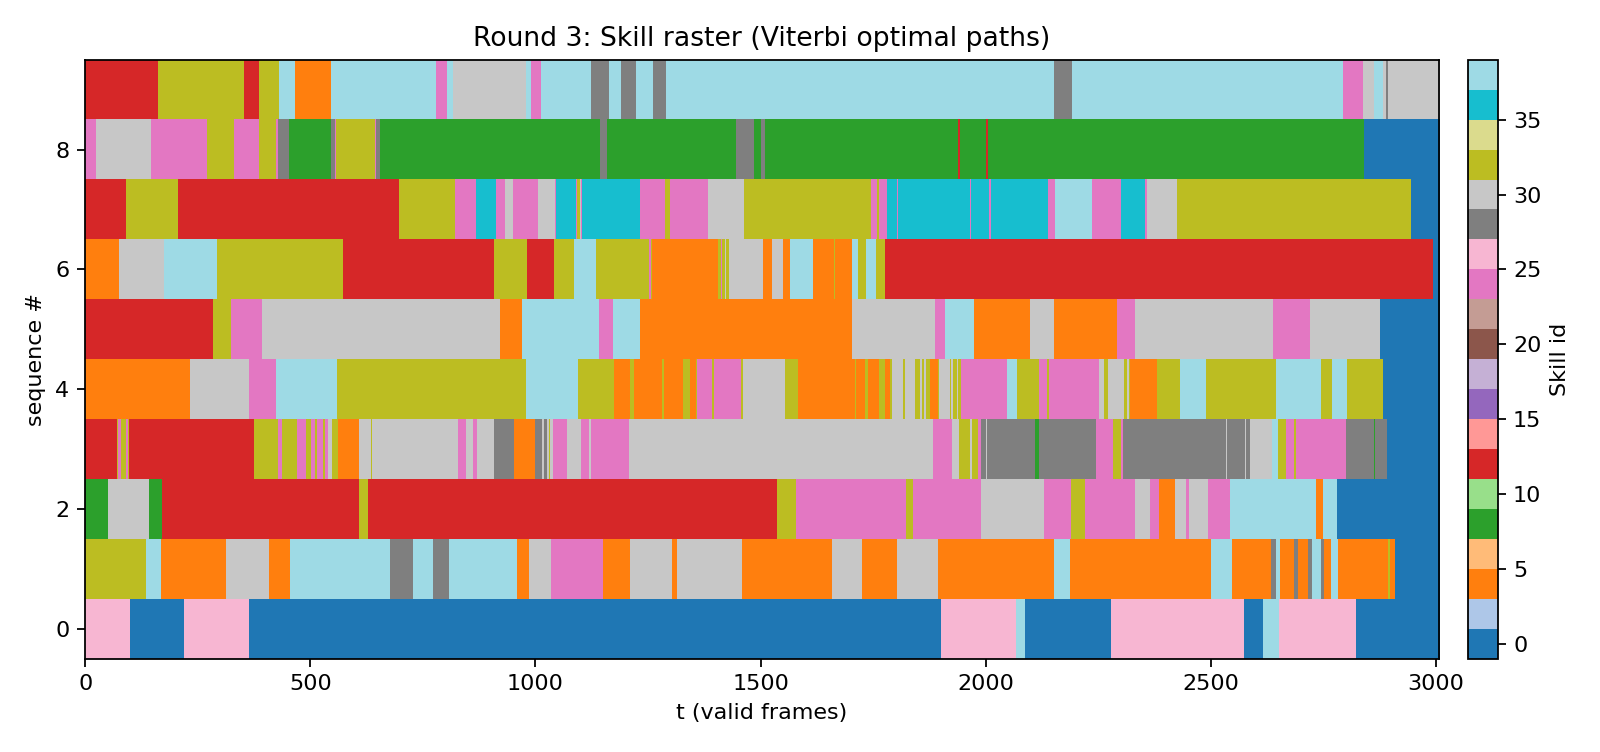 Round 3: Skill raster (Viterbi optimal paths)
sequence #
8
6
4
2
0
0 500 1000 1500 2000 2500 3000
t (valid frames)
35
30
25
20
15
10
5
0
Skill id